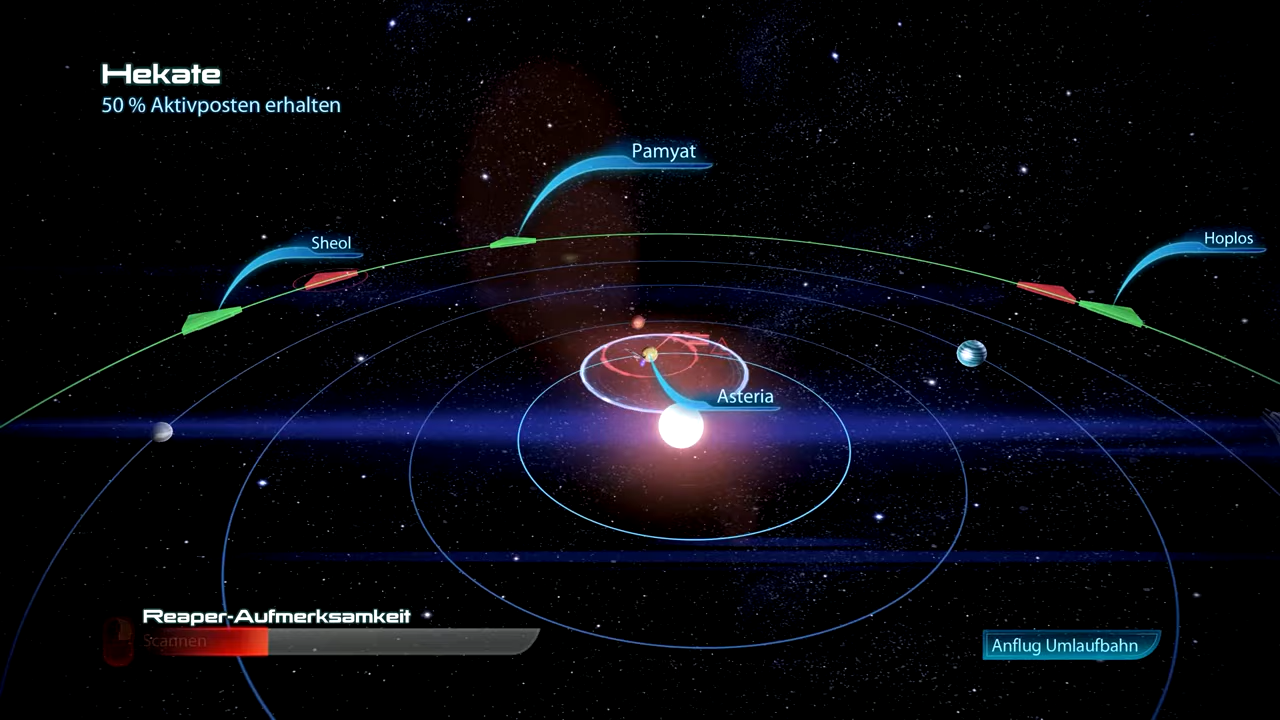 Hekate
50 % Aktivposten erhalten
Pamyat
Sheol
Hoplos
Asteria
Reaper-Aufmerksamkeit
Scannen
Anflug Umlaufbahn